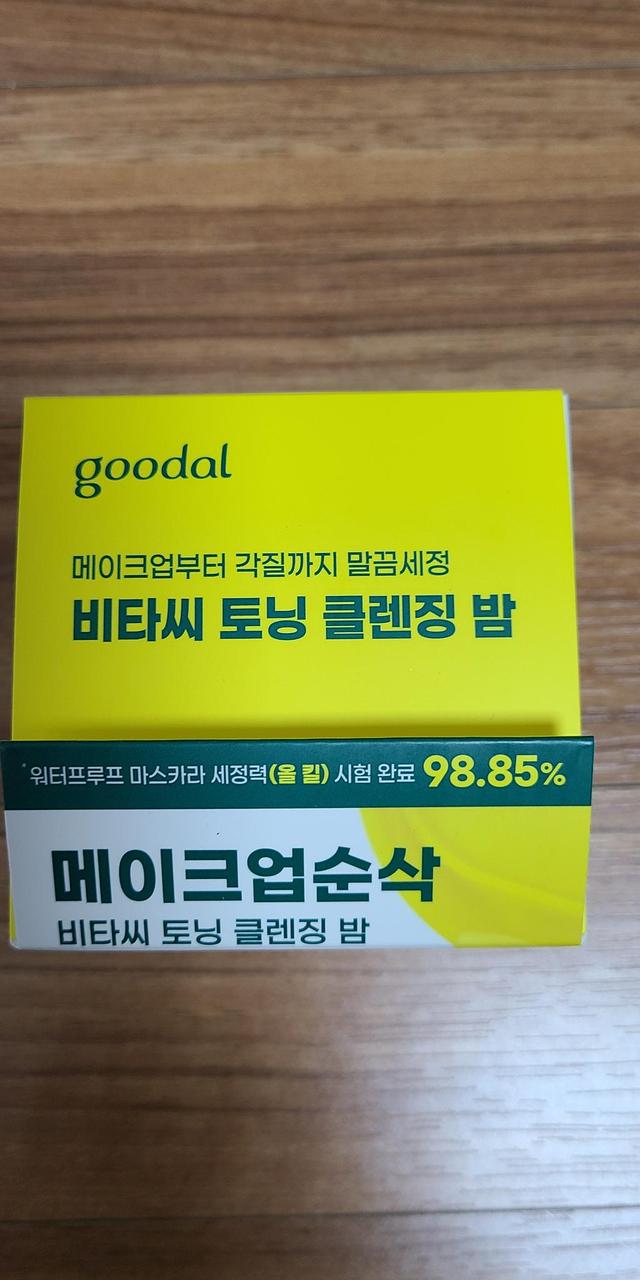 goodal
메이크업부터 각질까지 말끔세정
비타씨 토닝 클렌징 밤
*워터프루프 마스카라 세정력(올 킬) 시험 완료 98.85%
메이크업순삭
비타씨 토닝 클렌징 밤